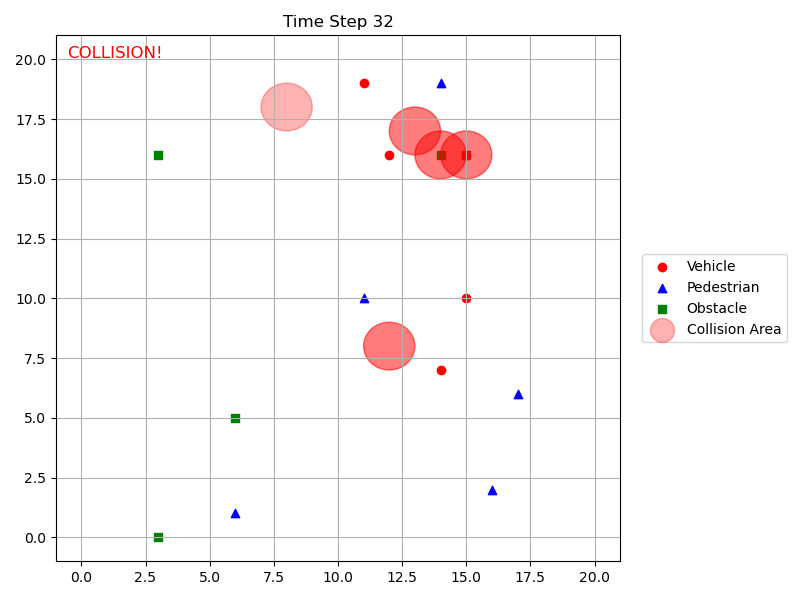 Time Step 32
COLLISION!
20.0
17.5
15.0
12.5
10.0
7.5
5.0
2.5
0.0
0.0 2.5 5.0 7.5 10.0 12.5 15.0 17.5 20.0
Vehicle
Pedestrian
Obstacle
Collision Area